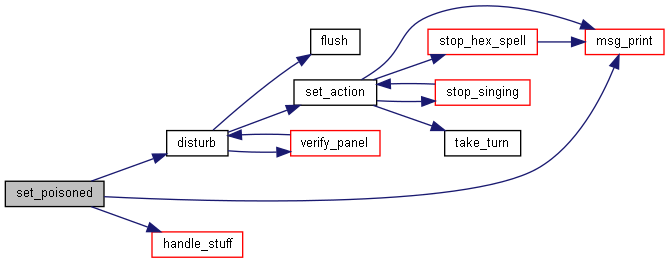 flush
stop_hex_spell
msg_print
set_action
stop_singing
disturb
verify_panel
take_turn
set_poisoned
handle_stuff